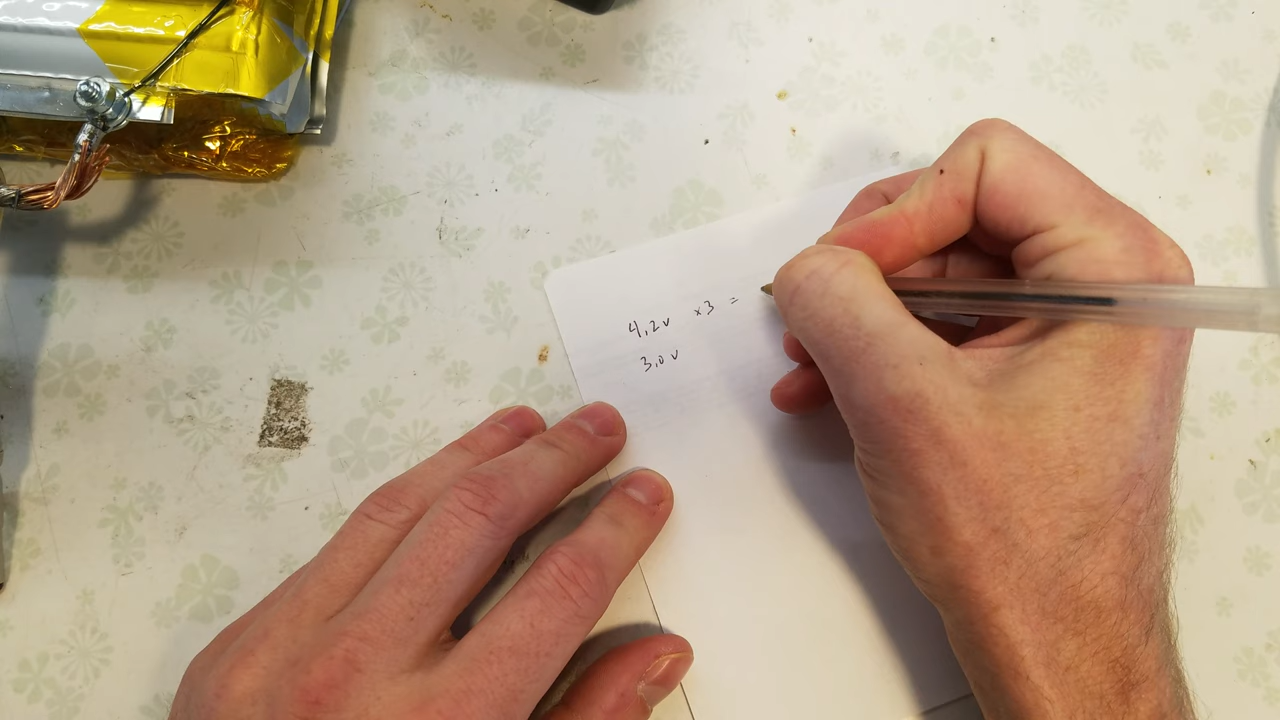 4,2v x3 =
3,0v